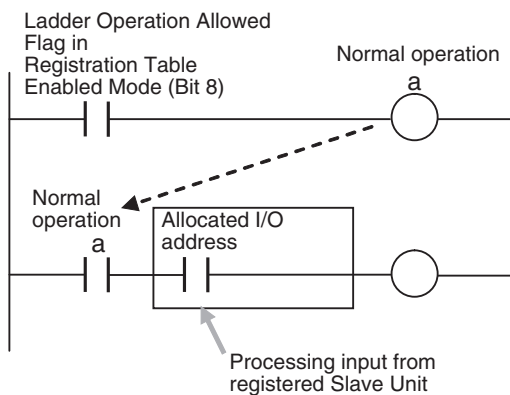 Ladder Operation Allowed
Flag in
Registration Table
Enabled Mode (Bit 8)
Normal operation
a
Normal
operation
a
Allocated I/O
address
Processing input from
registered Slave Unit